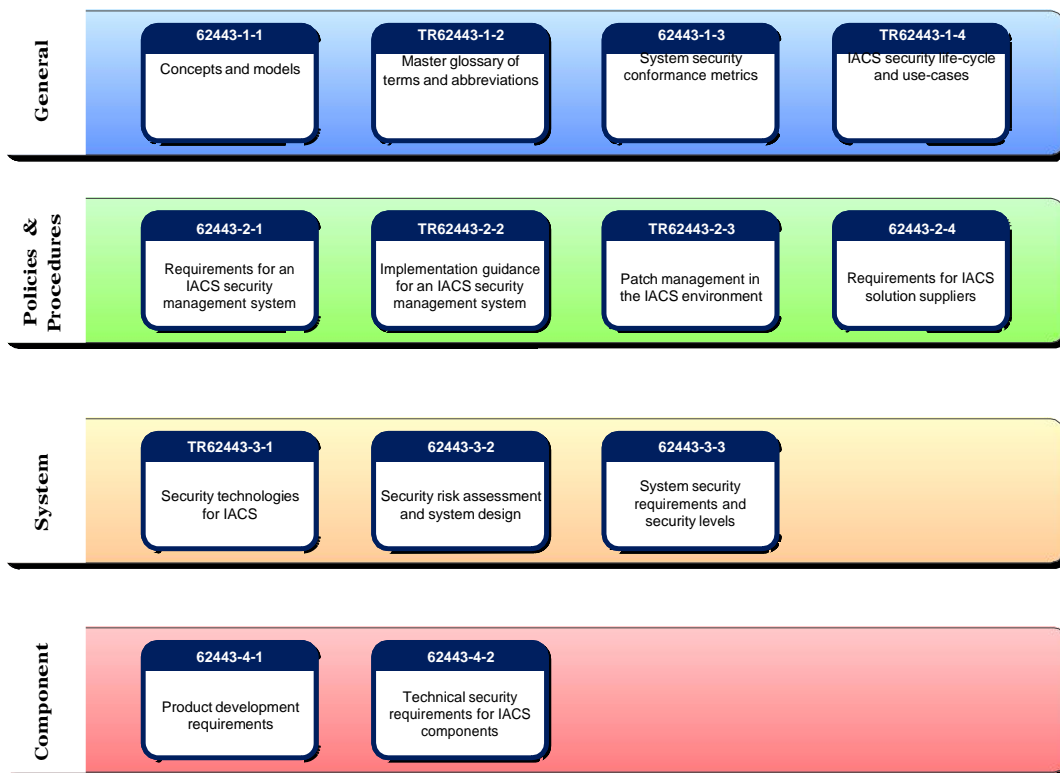 General
62443-1-1
Concepts and models
TR62443-1-2
Master glossary of
terms and abbreviations
62443-1-3
System security
conformance metrics
TR62443-1-4
IACS security life-cycle
and use-cases
Policies &
Procedures
62443-2-1
Requirements for an
IACS security
management system
TR62443-2-2
Implementation guidance
for an IACS security
management system
TR62443-2-3
Patch management in
the IACS environment
62443-2-4
Requirements for IACS
solution suppliers
System
TR62443-3-1
Security technologies
for IACS
62443-3-2
Security risk assessment
and system design
62443-3-3
System security
requirements and
security levels
Component
62443-4-1
Product development
requirements
62443-4-2
Technical security
requirements for IACS
components